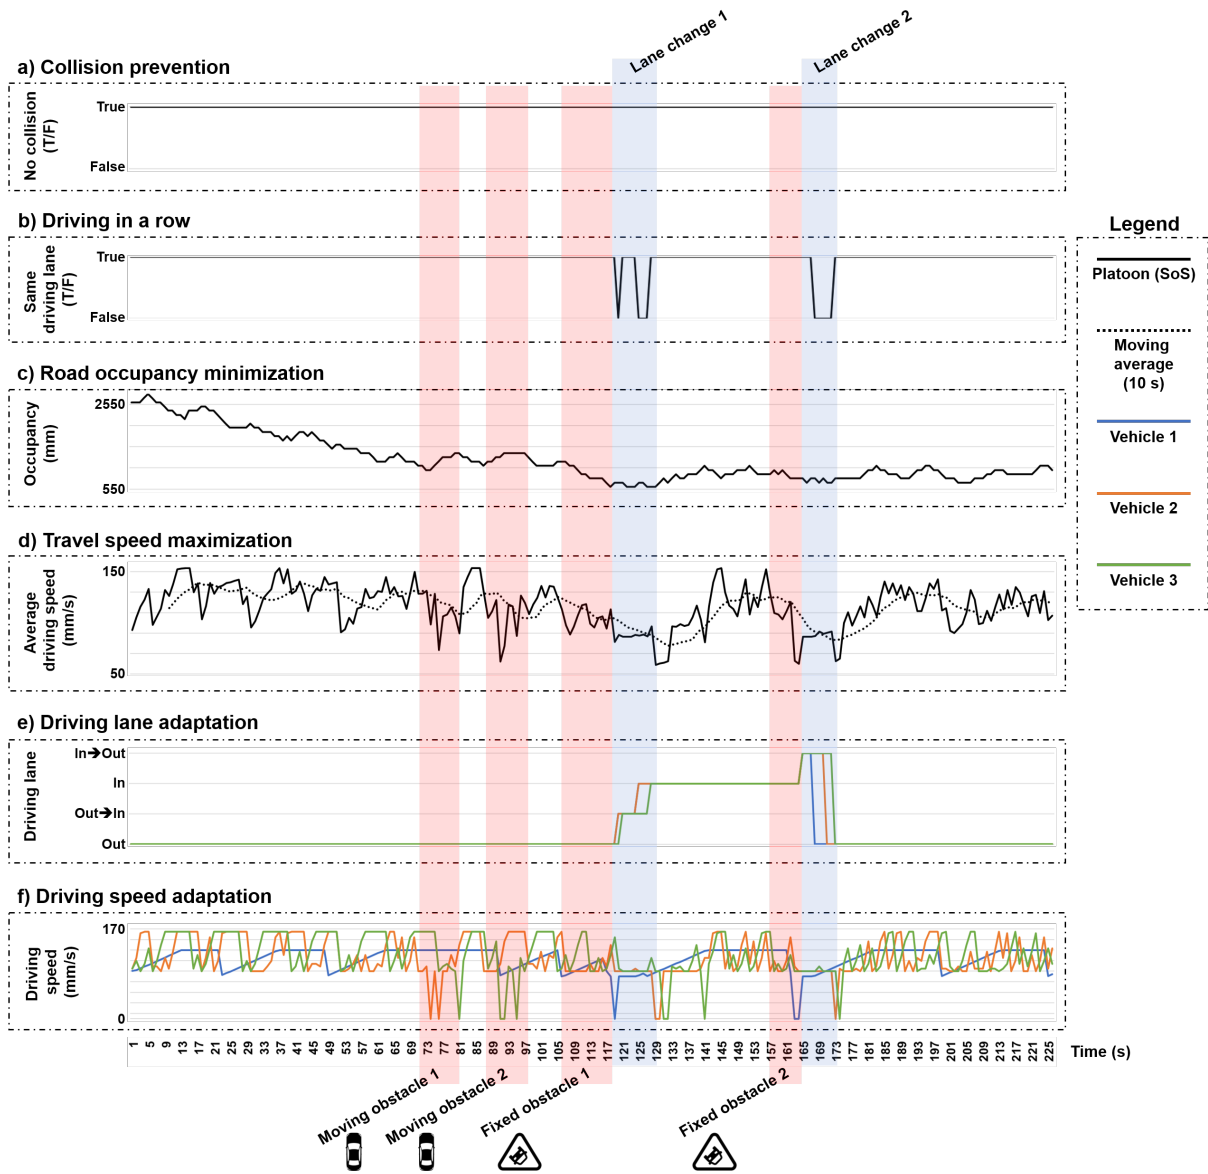 Lane change 1
Lane change 2
a) Collision prevention
No collision
(T/F)
True
False
b) Driving in a row
Same
driving lane
(T/F)
True
False
c) Road occupancy minimization
Occupancy
(mm)
2550
550
d) Travel speed maximization
Average
driving speed
(mm/s)
150
50
e) Driving lane adaptation
Driving lane
In➔Out
In
Out➔In
Out
f) Driving speed adaptation
Driving
speed
(mm/s)
170
0
1 5 9 13 17 21 25 29 33 37 41 45 49 53 57 61 65 69 73 77 81 85 89 93 97 101 105 109 113 117 121 125 129 133 137 141 145 149 153 157 161 165 169 173 177 181 185 189 193 197 201 205 209 213 217 221 225
Time (s)
Moving obstacle 1
Moving obstacle 2
Fixed obstacle 1
Fixed obstacle 2
Legend
Platoon (SoS)
Moving
average
(10 s)
Vehicle 1
Vehicle 2
Vehicle 3